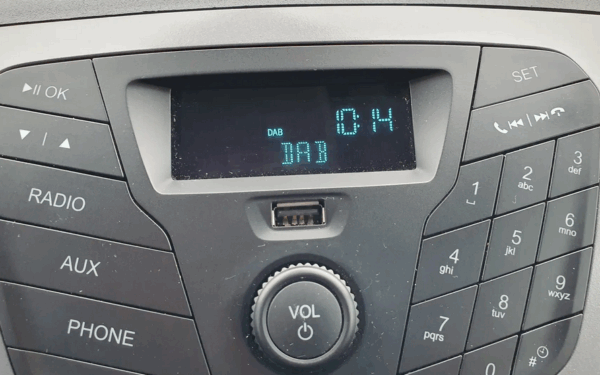 OK
SET
10:14
DAB
DAB
RADIO
AUX
PHONE
VOL
1
2
abc
3
def
4
ghi
5
jkl
6
mno
7
pqrs
8
tuv
9
wxyz
0
#